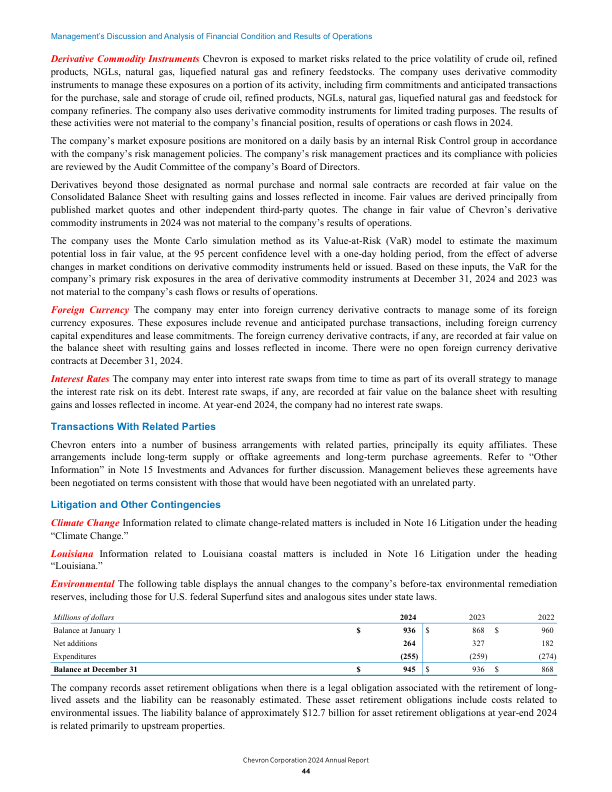 Management's Discussion and Analysis of Financial Condition and Results of Operations
Derivative Commodity Instruments Chevron is exposed to market risks related to the price volatility of crude oil, refined
products, NGLs, natural gas, liquefied natural gas and refinery feedstocks. The company uses derivative commodity
instruments to manage these exposures on a portion of its activity, including firm commitments and anticipated transactions
for the purchase, sale and storage of crude oil, refined products, NGLs, natural gas, liquefied natural gas and feedstock for
company refineries. The company also uses derivative commodity instruments for limited trading purposes. The results of
these activities were not material to the company's financial position, results of operations or cash flows in 2024.
The company's market exposure positions are monitored on a daily basis by an internal Risk Control group in accordance
with the company's risk management policies. The company's risk management practices and its compliance with policies
are reviewed by the Audit Committee of the company's Board of Directors.
Derivatives beyond those designated as normal purchase and normal sale contracts are recorded at fair value on the
Consolidated Balance Sheet with resulting gains and losses reflected in income. Fair values are derived principally from
published market quotes and other independent third-party quotes. The change in fair value of Chevron's derivative
commodity instruments in 2024 was not material to the company's results of operations.
The company uses the Monte Carlo simulation method as its Value-at-Risk (VaR) model to estimate the maximum
potential loss in fair value, at the 95 percent confidence level with a one-day holding period, from the effect of adverse
changes in market conditions on derivative commodity instruments held or issued. Based on these inputs, the VaR for the
company's primary risk exposures in the area of derivative commodity instruments at December 31, 2024 and 2023 was
not material to the company's cash flows or results of operations.
Foreign Currency The company may enter into foreign currency derivative contracts to manage some of its foreign
currency exposures. These exposures include revenue and anticipated purchase transactions, including foreign currency
capital expenditures and lease commitments. The foreign currency derivative contracts, if any, are recorded at fair value on
the balance sheet with resulting gains and losses reflected in income. There were no open foreign currency derivative
contracts at December 31, 2024.
Interest Rates The company may enter into interest rate swaps from time to time as part of its overall strategy to manage
the interest rate risk on its debt. Interest rate swaps, if any, are recorded at fair value on the balance sheet with resulting
gains and losses reflected in income. At year-end 2024, the company had no interest rate swaps.
Transactions With Related Parties
Chevron enters into a number of business arrangements with related parties, principally its equity affiliates. These
arrangements include long-term supply or offtake agreements and long-term purchase agreements. Refer to "Other
Information" in Note 15 Investments and Advances for further discussion. Management believes these agreements have
been negotiated on terms consistent with those that would have been negotiated with an unrelated party.
Litigation and Other Contingencies
Climate Change Information related to climate change-related matters is included in Note 16 Litigation under the heading
"Climate Change."
Louisiana Information related to Louisiana coastal matters is included in Note 16 Litigation under the heading
"Louisiana."
Environmental The following table displays the annual changes to the company's before-tax environmental remediation
reserves, including those for U.S. federal Superfund sites and analogous sites under state laws.
Millions of dollars 2024 2023 2022
Balance at January 1 $ 936 $ 868 $ 960
Net additions 264 327 182
Expenditures (255) (259) (274)
Balance at December 31 $ 945 $ 936 $ 868
The company records asset retirement obligations when there is a legal obligation associated with the retirement of long-
lived assets and the liability can be reasonably estimated. These asset retirement obligations include costs related to
environmental issues. The liability balance of approximately $12.7 billion for asset retirement obligations at year-end 2024
is related primarily to upstream properties.
Chevron Corporation 2024 Annual Report
44